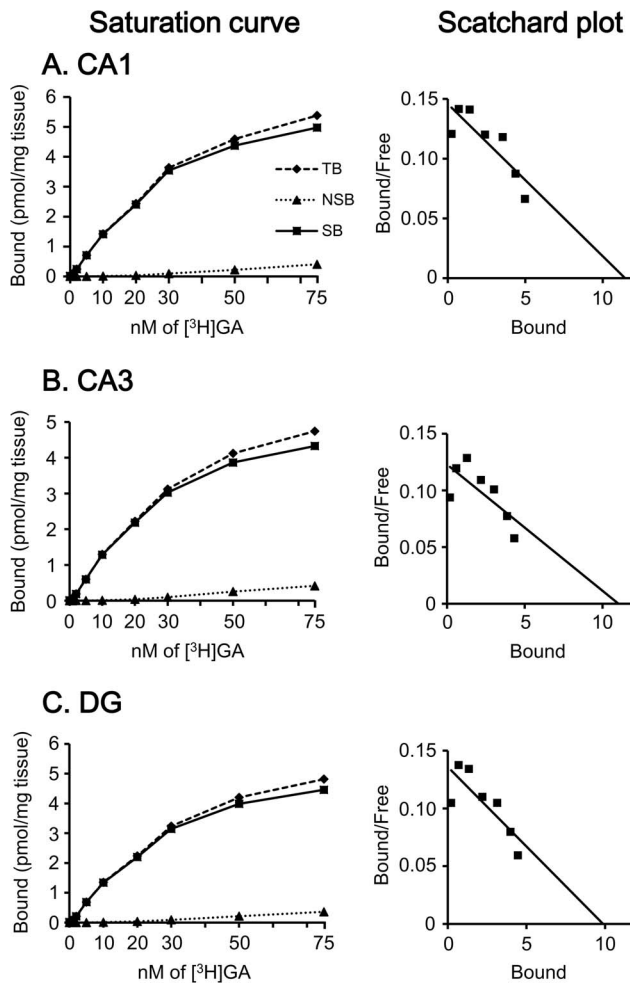 Saturation curve
Scatchard plot
A. CA1
Bound (pmol/mg tissue)
6
5
4
3
2
1
0
0 10 20 30 50 75
nM of [³H]GA
TB
NSB
SB
Bound/Free
0.15
0.10
0.05
0
0 5 10
Bound
B. CA3
Bound (pmol/mg tissue)
5
4
3
2
1
0
0 10 20 30 50 75
nM of [³H]GA
Bound/Free
0.15
0.10
0.05
0
0 5 10
Bound
C. DG
Bound (pmol/mg tissue)
6
5
4
3
2
1
0
0 10 20 30 50 75
nM of [³H]GA
Bound/Free
0.15
0.10
0.05
0
0 5 10
Bound